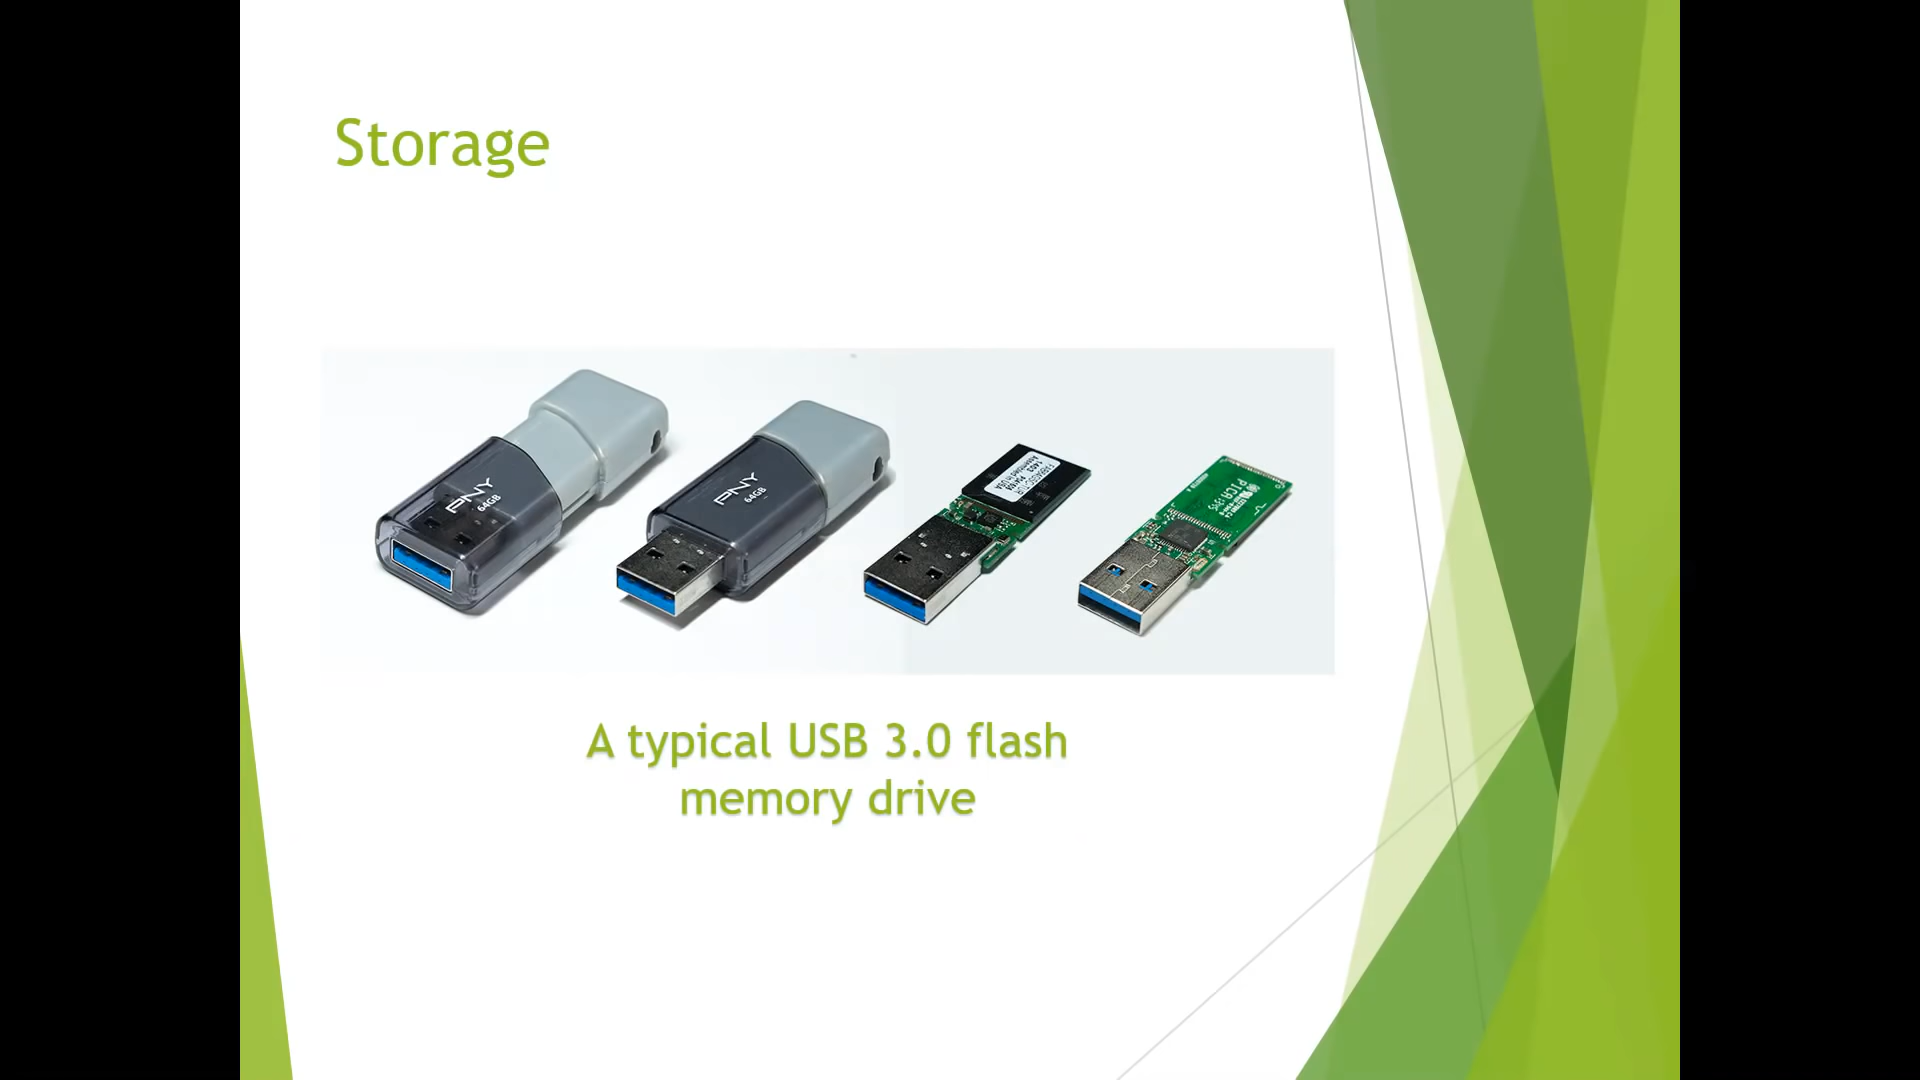 Storage
PNY
64GB
PNY
64GB
A typical USB 3.0 flash
memory drive